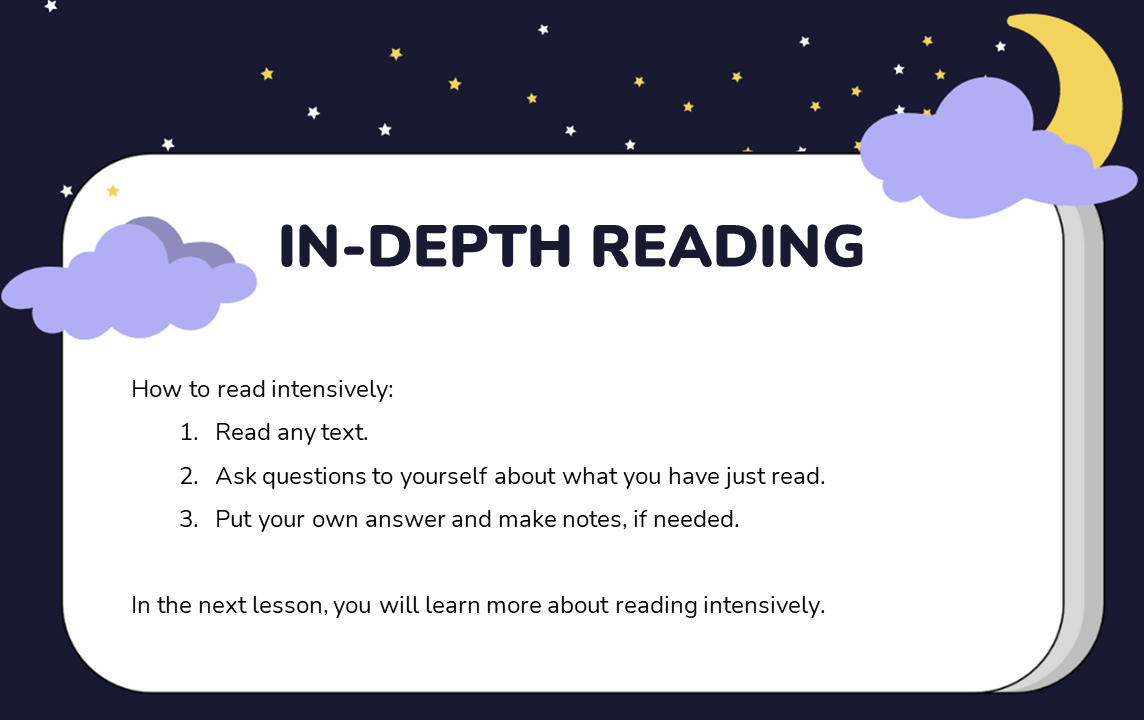 IN-DEPTH READING
How to read intensively:
1. Read any text.
2. Ask questions to yourself about what you have just read.
3. Put your own answer and make notes, if needed.
In the next lesson, you will learn more about reading intensively.